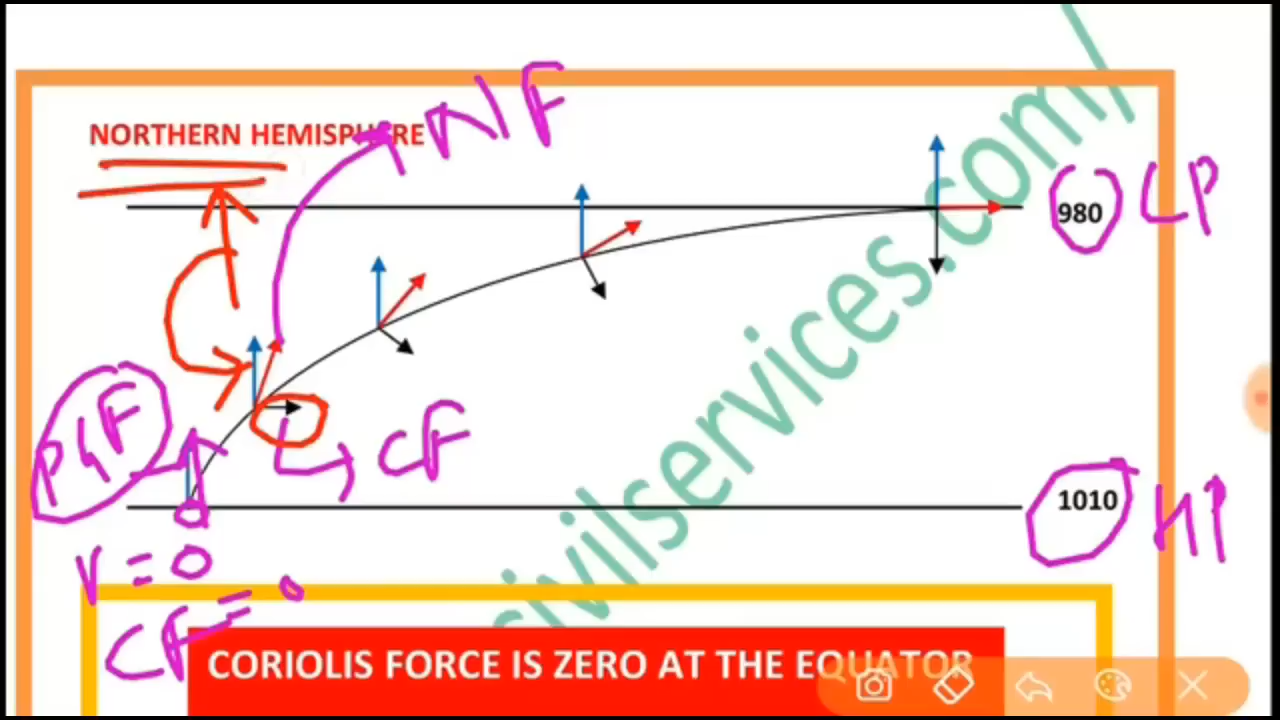 NORTHERN HEMISPHERE
NF
980
LP
PGF
CF
1010
HP
V = 0
CF = 0
civilservices.com/
CORIOLIS FORCE IS ZERO AT THE EQUATOR